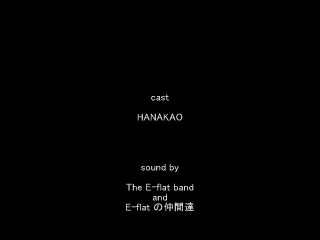 cast
HANAKAO
sound by
The E-flat band
and
E-flat の仲間達